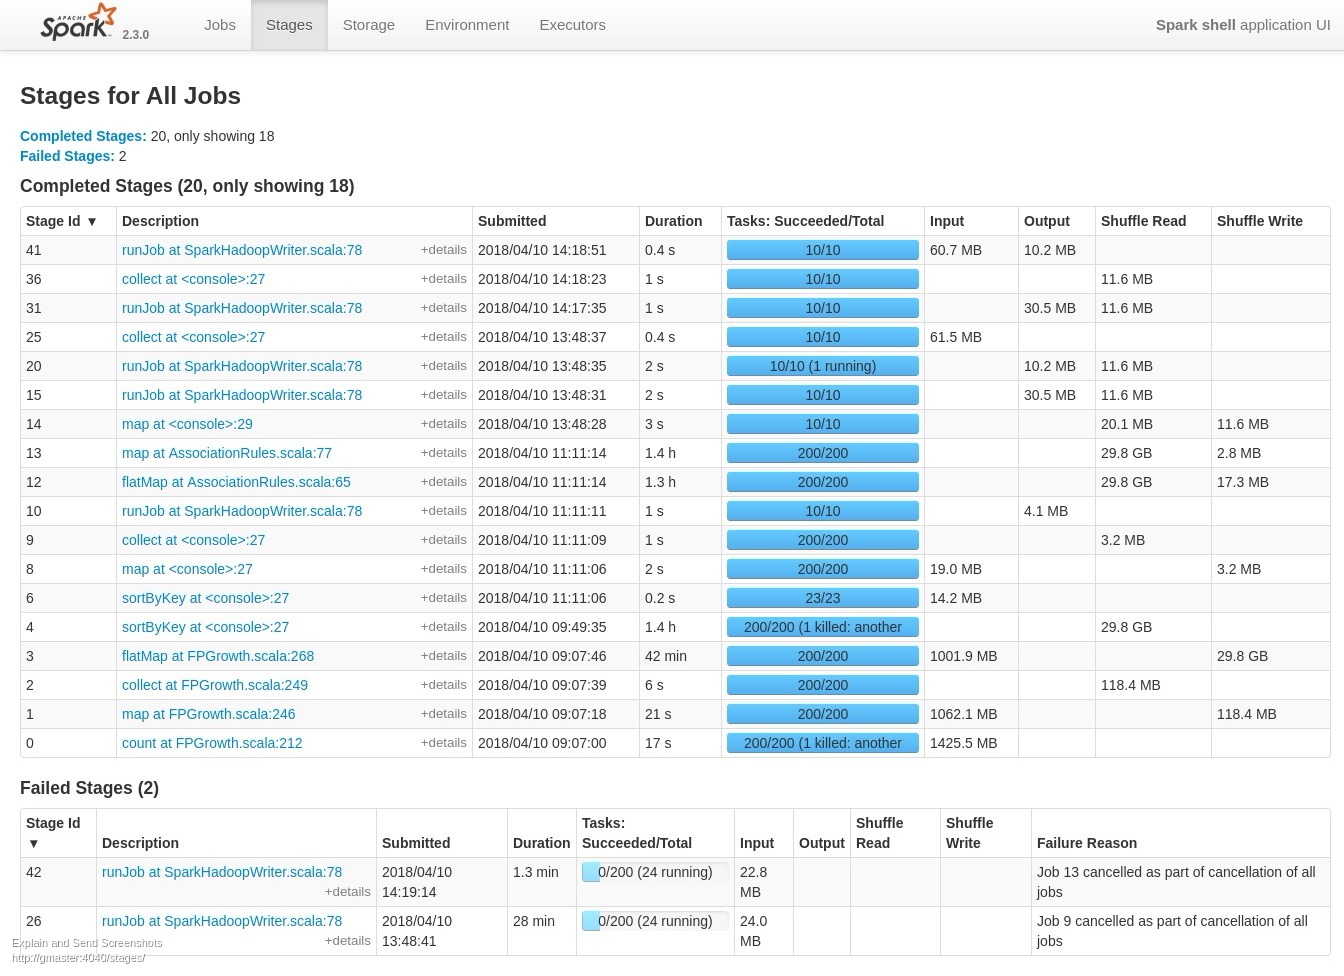 APACHE
Spark 2.3.0 Jobs Stages Storage Environment Executors Spark shell application UI
Stages for All Jobs
Completed Stages: 20, only showing 18
Failed Stages: 2
Completed Stages (20, only showing 18)
Stage Id ▼ Description Submitted Duration Tasks: Succeeded/Total Input Output Shuffle Read Shuffle Write
41 runJob at SparkHadoopWriter.scala:78 +details 2018/04/10 14:18:51 0.4 s 10/10 60.7 MB 10.2 MB
36 collect at <console>:27 +details 2018/04/10 14:18:23 1 s 10/10 11.6 MB
31 runJob at SparkHadoopWriter.scala:78 +details 2018/04/10 14:17:35 1 s 10/10 30.5 MB 11.6 MB
25 collect at <console>:27 +details 2018/04/10 13:48:37 0.4 s 10/10 61.5 MB
20 runJob at SparkHadoopWriter.scala:78 +details 2018/04/10 13:48:35 2 s 10/10 (1 running) 10.2 MB 11.6 MB
15 runJob at SparkHadoopWriter.scala:78 +details 2018/04/10 13:48:31 2 s 10/10 30.5 MB 11.6 MB
14 map at <console>:29 +details 2018/04/10 13:48:28 3 s 10/10 20.1 MB 11.6 MB
13 map at AssociationRules.scala:77 +details 2018/04/10 11:11:14 1.4 h 200/200 29.8 GB 2.8 MB
12 flatMap at AssociationRules.scala:65 +details 2018/04/10 11:11:14 1.3 h 200/200 29.8 GB 17.3 MB
10 runJob at SparkHadoopWriter.scala:78 +details 2018/04/10 11:11:11 1 s 10/10 4.1 MB
9 collect at <console>:27 +details 2018/04/10 11:11:09 1 s 200/200 3.2 MB
8 map at <console>:27 +details 2018/04/10 11:11:06 2 s 200/200 19.0 MB 3.2 MB
6 sortByKey at <console>:27 +details 2018/04/10 11:11:06 0.2 s 23/23 14.2 MB
4 sortByKey at <console>:27 +details 2018/04/10 09:49:35 1.4 h 200/200 (1 killed: another 29.8 GB
3 flatMap at FPGrowth.scala:268 +details 2018/04/10 09:07:46 42 min 200/200 1001.9 MB 29.8 GB
2 collect at FPGrowth.scala:249 +details 2018/04/10 09:07:39 6 s 200/200 118.4 MB
1 map at FPGrowth.scala:246 +details 2018/04/10 09:07:18 21 s 200/200 1062.1 MB 118.4 MB
0 count at FPGrowth.scala:212 +details 2018/04/10 09:07:00 17 s 200/200 (1 killed: another 1425.5 MB
Failed Stages (2)
Stage Id Tasks: Shuffle Shuffle
▼ Description Submitted Duration Succeeded/Total Input Output Read Write Failure Reason
42 runJob at SparkHadoopWriter.scala:78 2018/04/10 1.3 min 0/200 (24 running) 22.8 Job 13 cancelled as part of cancellation of all
+details 14:19:14 MB jobs
26 runJob at SparkHadoopWriter.scala:78 2018/04/10 28 min 0/200 (24 running) 24.0 Job 9 cancelled as part of cancellation of all
+details 13:48:41 MB jobs
Explain and Send Screenshots
http://gmaster:4040/stages/